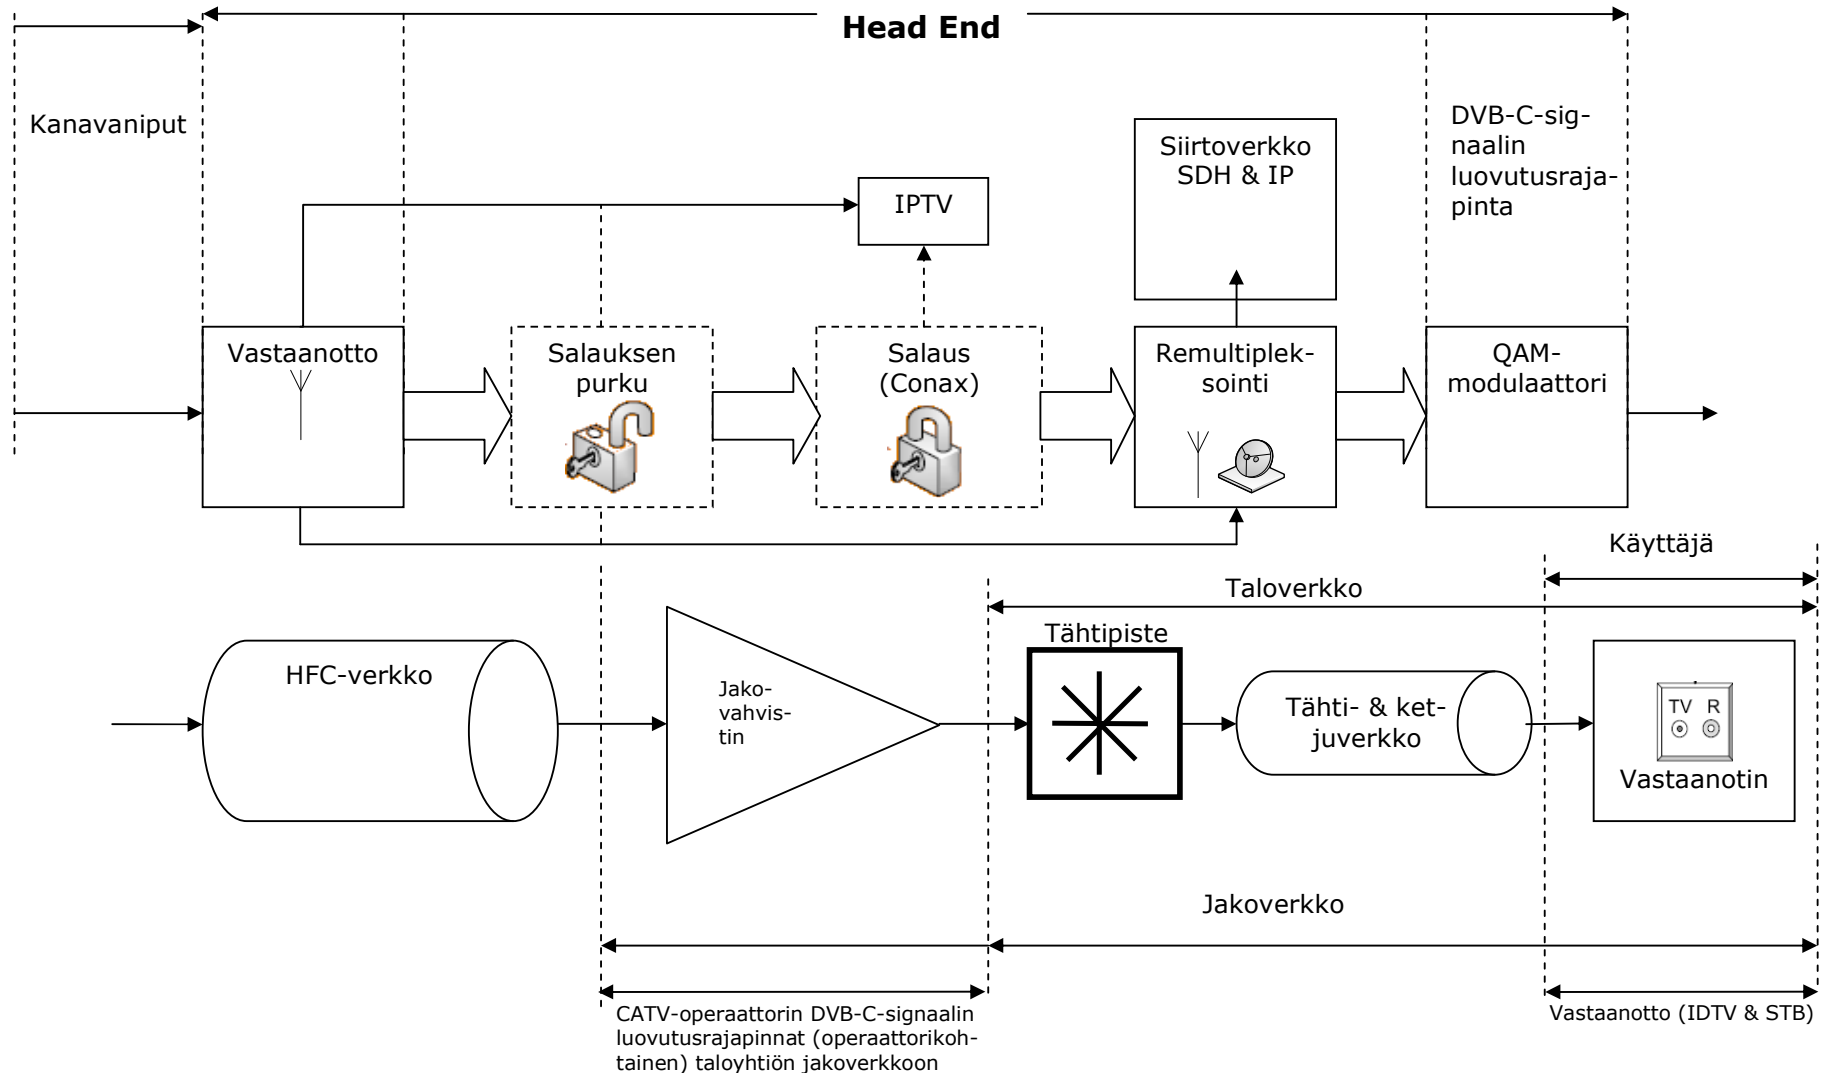 Head End
Kanavaniput
DVB-C-sig-
naalin
luovutusraja-
pinta
Siirtoverkko
SDH & IP
IPTV
Vastaanotto
Salauksen
purku
Salaus
(Conax)
Remultiplek-
sointi
QAM-
modulaattori
Käyttäjä
Taloverkko
Tähtipiste
HFC-verkko
Jako-
vahvis-
tin
Tähti- & ket-
juverkko
TV R
Vastaanotin
Jakoverkko
CATV-operaattorin DVB-C-signaalin
luovutusrajapinnat (operaattorikoh-
tainen) taloyhtiön jakoverkkoon
Vastaanotto (IDTV & STB)